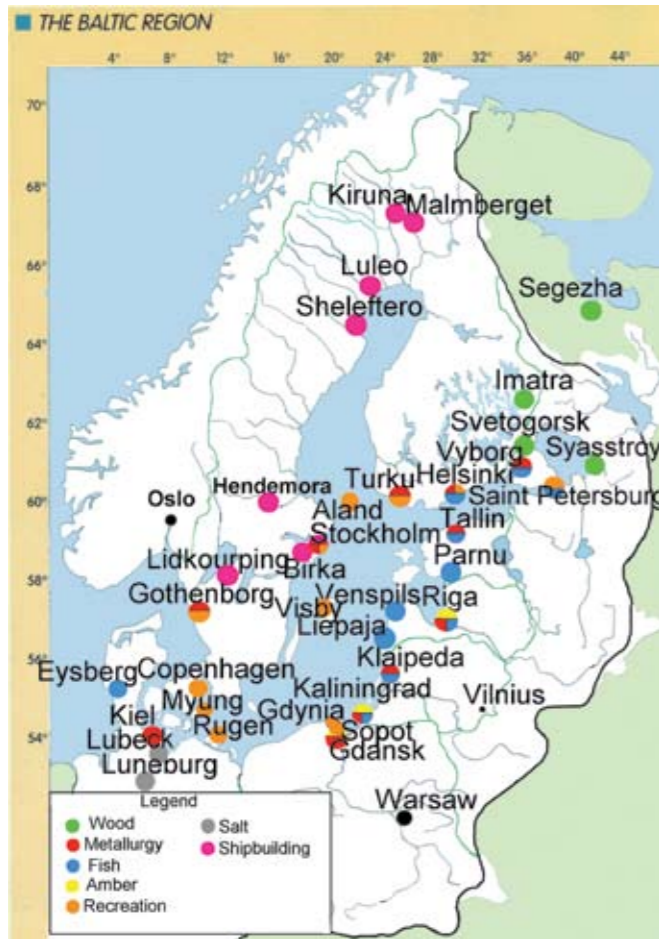 THE BALTIC REGION
4° 8° 12° 16° 20° 24° 28° 32° 36° 40° 44°
70°
68°
66°
64°
62°
60°
58°
56°
54°
Kiruna
Malmberget
Luleo
Sheleftero
Segezha
Imatra
Svetogorsk
Vyborg
Syasstroy
Helsinki
Turku
Saint Petersburg
Hendemora
Oslo
Aland
Tallin
Stockholm
Parnu
Lidkourping
Birka
Gothenborg
Venspils
Riga
Visby
Liepaja
Klaipeda
Eysberg
Copenhagen
Kaliningrad
Vilnius
Myung
Kiel
Gdynia
Rugen
Sopot
Lubeck
Gdansk
Luneburg
Warsaw
Legend
Wood
Salt
Metallurgy
Shipbuilding
Fish
Amber
Recreation